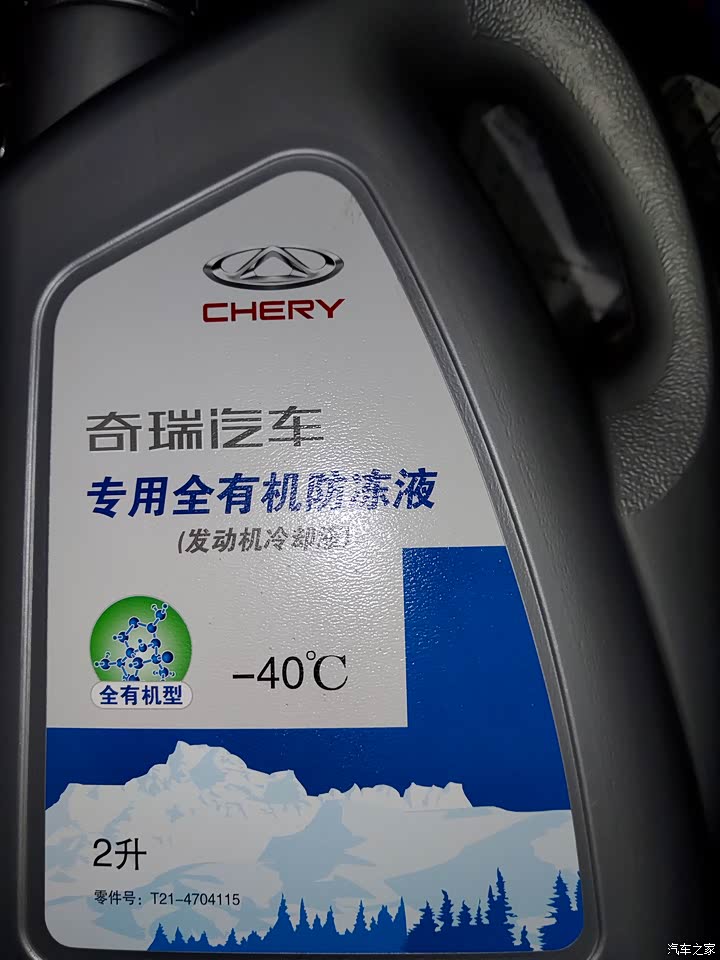 CHERY
奇瑞汽车
专用全有机防冻液
(发动机冷却液)
全有机型
-40℃
2升
零件号：T21-4704115
汽车之家